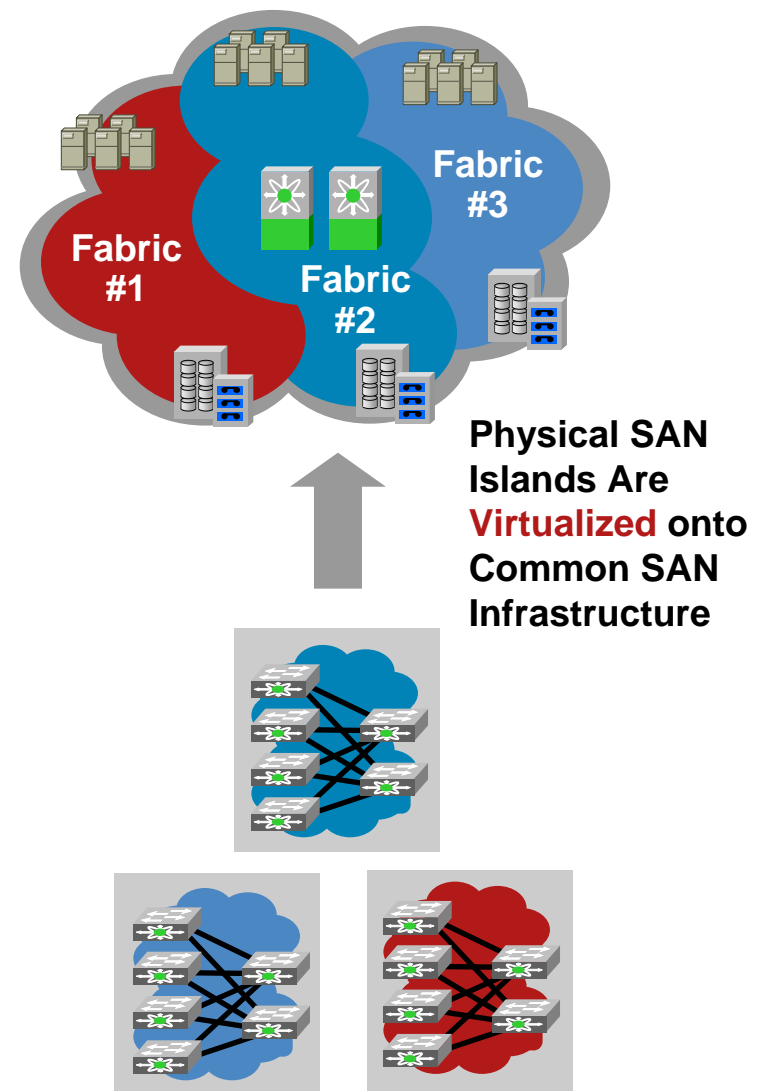 Fabric
#3
Fabric
#1
Fabric
#2
Physical SAN
Islands Are
Virtualized onto
Common SAN
Infrastructure